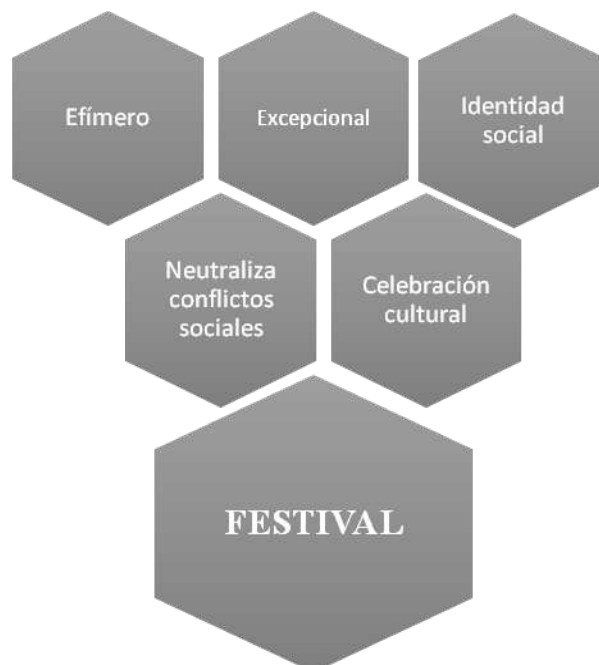 Efímero
Excepcional
Identidad
social
Neutraliza
conflictos
sociales
Celebración
cultural
FESTIVAL